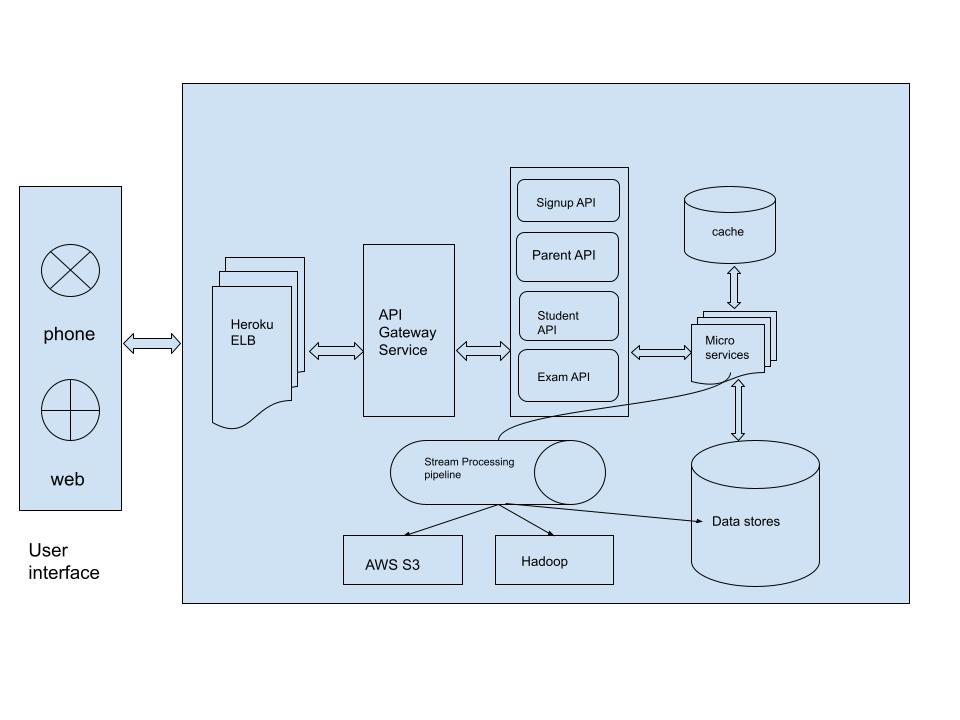 phone
web
User
interface
Heroku
ELB
API
Gateway
Service
Signup API
Parent API
Student
API
Exam API
cache
Micro
services
Stream Processing
pipeline
AWS S3
Hadoop
Data stores